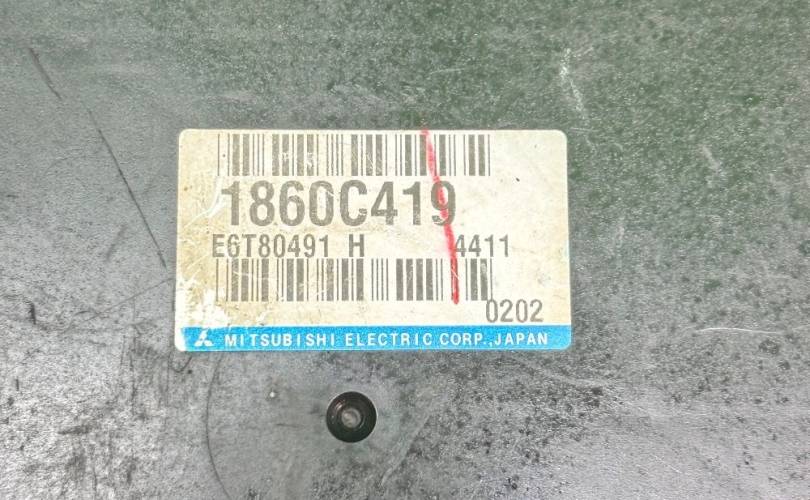 1860C419
E6T80491 H 4411
0202
MITSUBISHI ELECTRIC CORP.,JAPAN